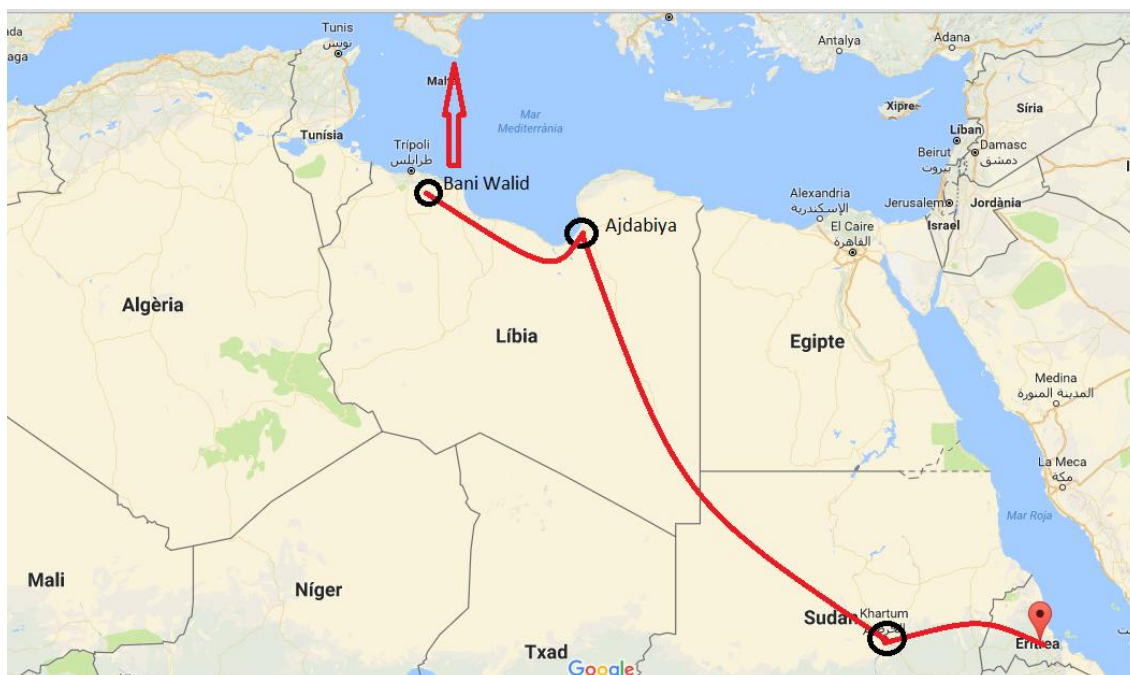 Tunis
تونس
Antalya
Adana
Malta
Mar
Mediterrània
Xipre
Síria
Líban
Beirut
بيروت
Damasc
دمشق
Tunísia
Trípoli
طرابلس
Bani Walid
Ajdabiya
Alexandria
الإسكندرية
Jerusalem
Jordània
Israel
El Caire
القاهرة
Algèria
Líbia
Egipte
Medina
المدينة المنورة
La Meca
مكة
Mar Roja
Mali
Níger
Txad
Sudan
Khartum
Eritrea
Google